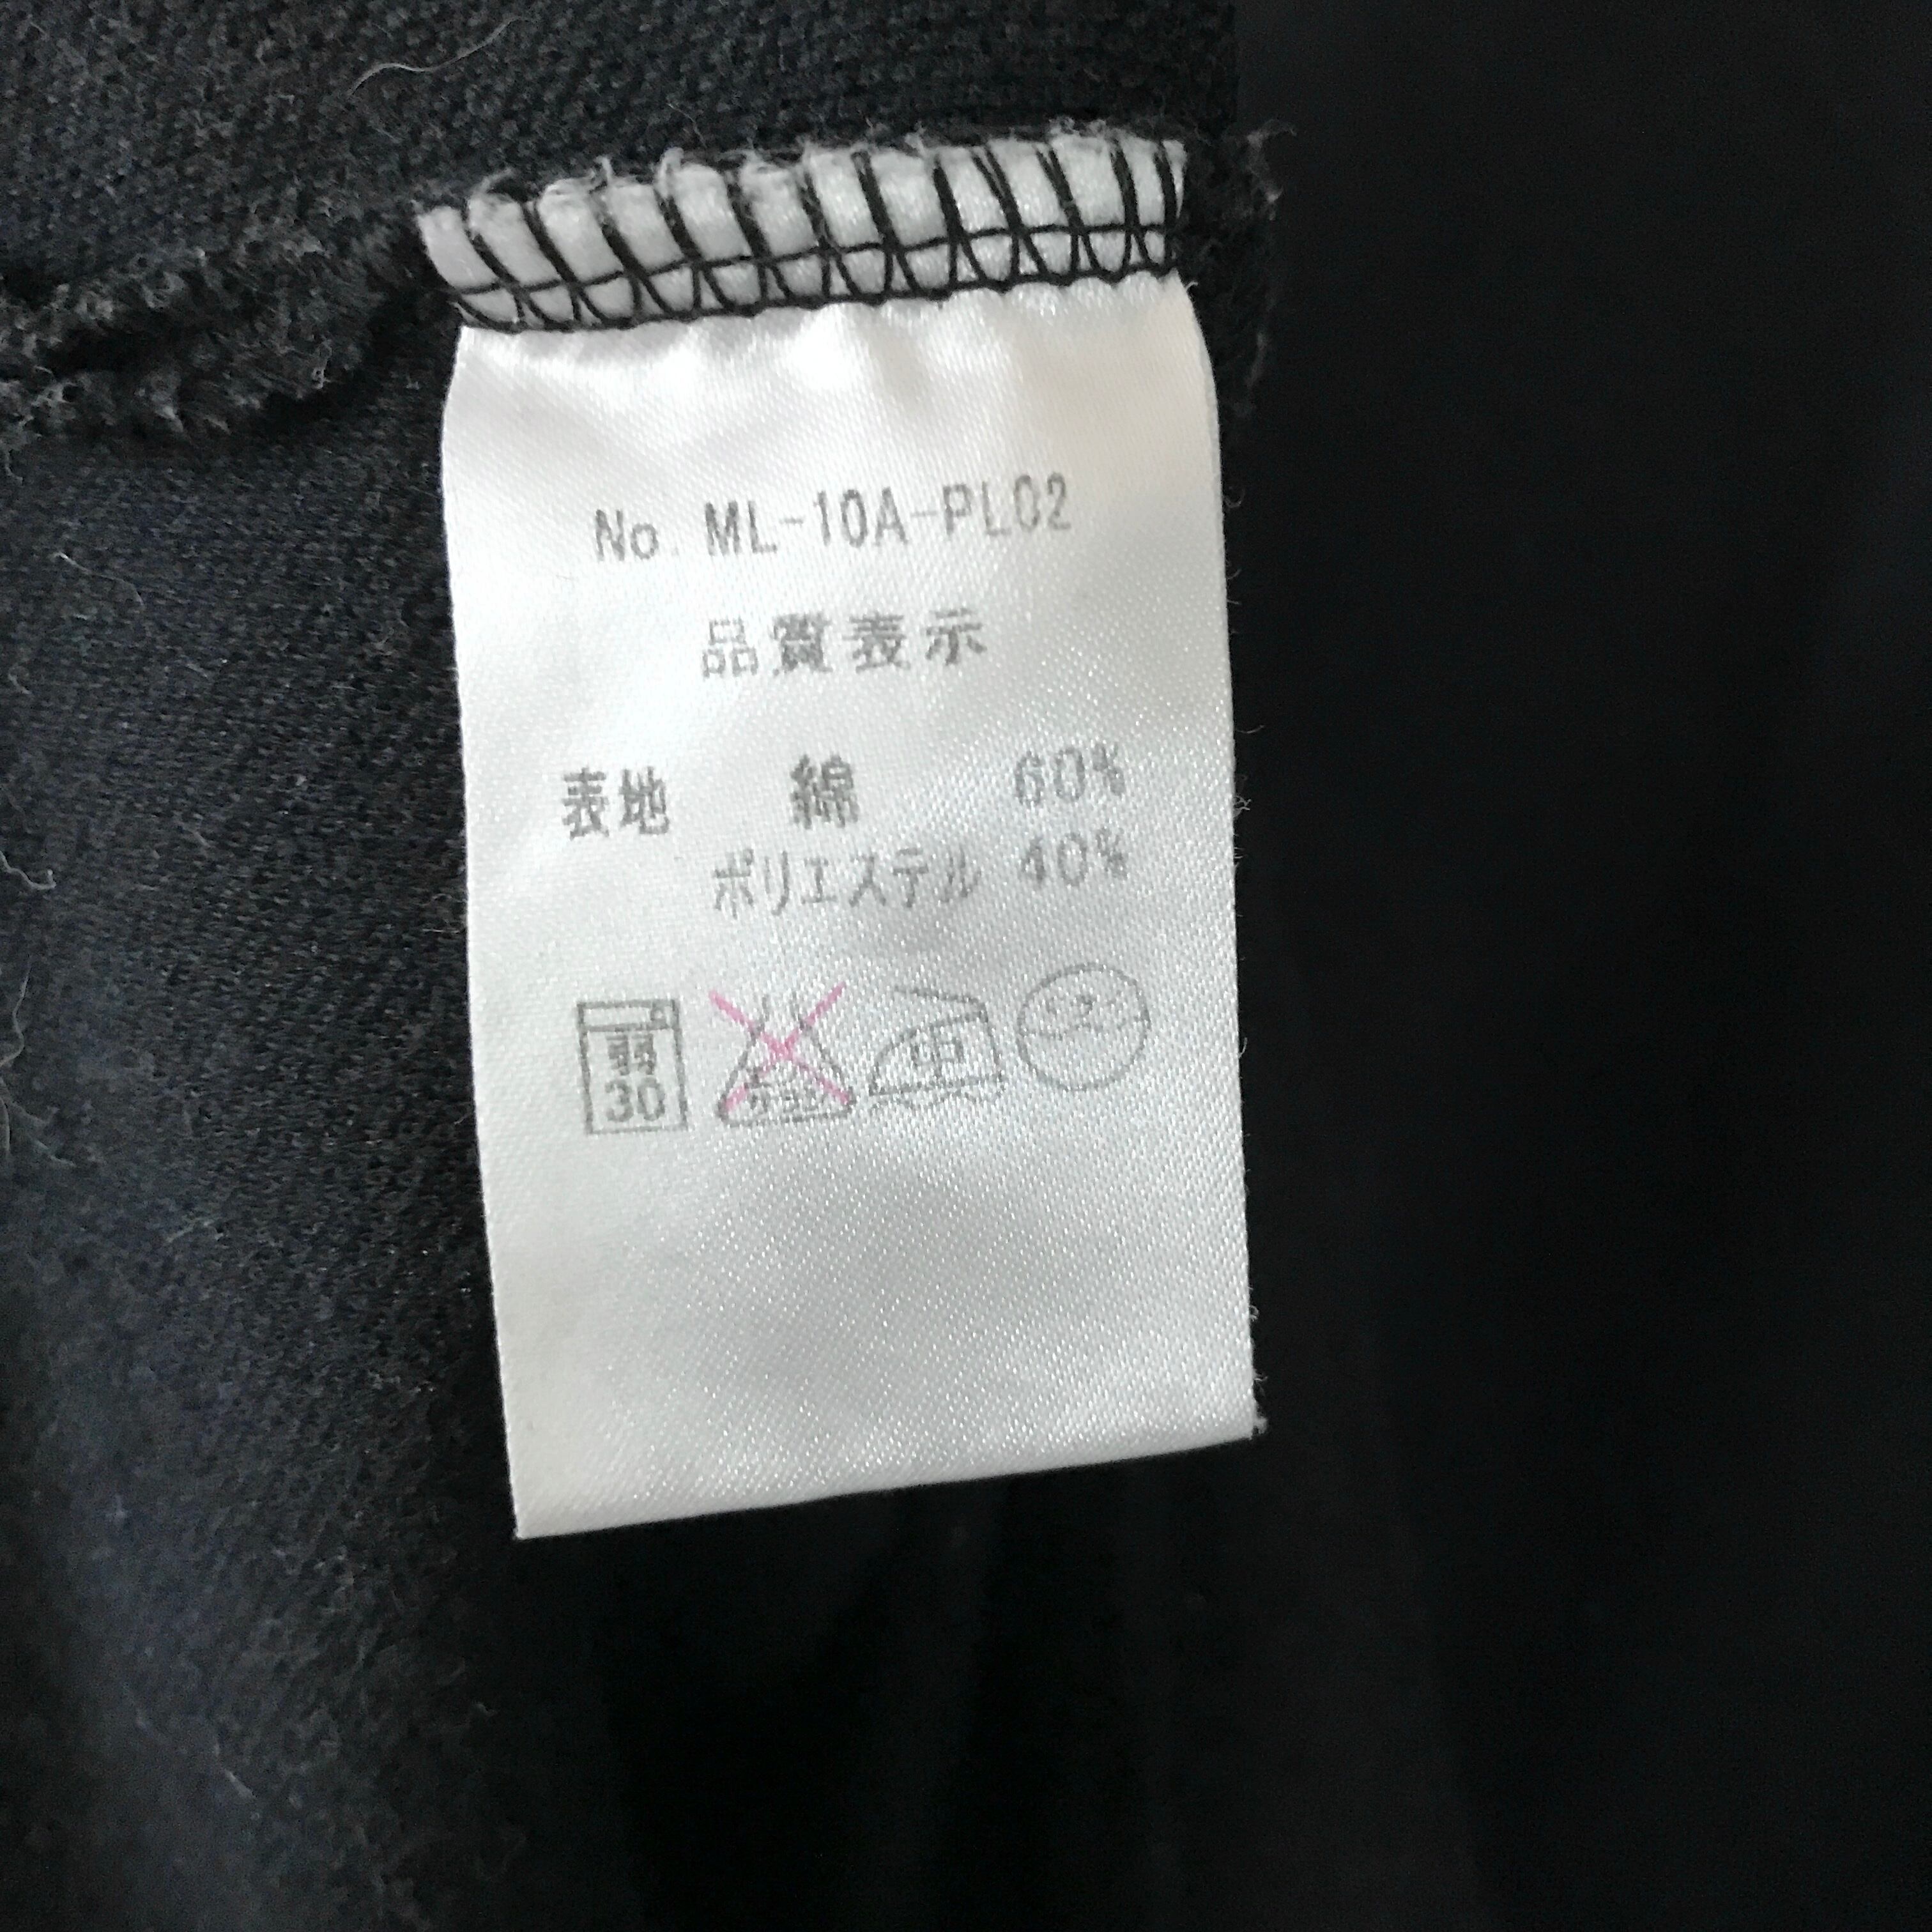 No. ML-10A-PL02
品質表示
表地 綿 60%
ポリエステル 40%
弱 30 中